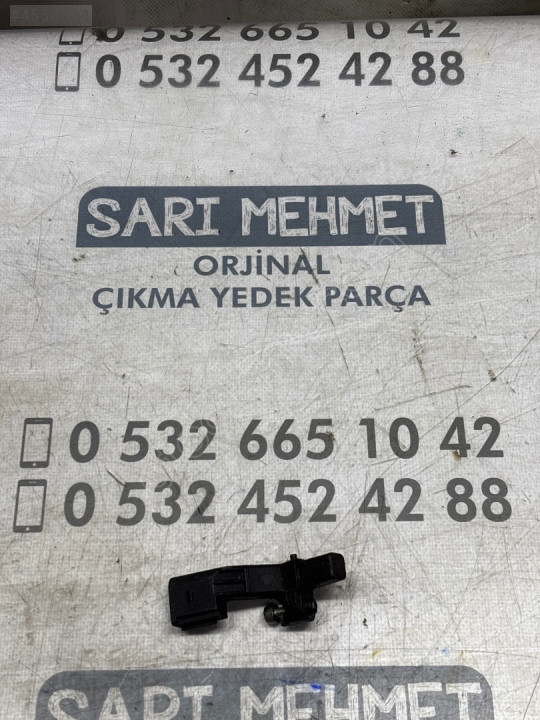 0 532 665 10 42
0 532 452 42 88
SARI MEHMET
ORJİNAL
ÇIKMA YEDEK PARÇA
0 532 665 10 42
0 532 452 42 88
SARI MEHMET